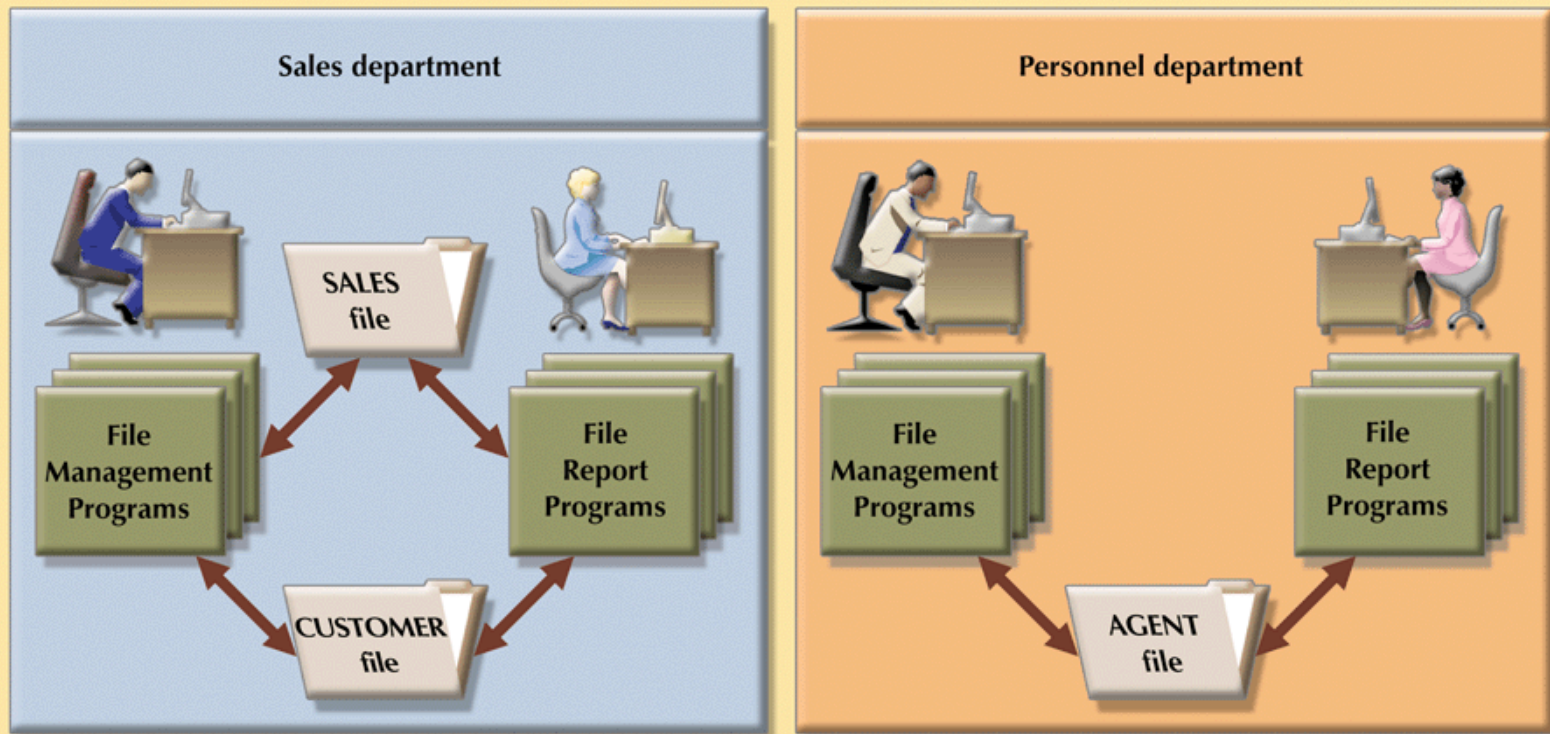 Sales department
SALES
file
File
Management
Programs
File
Report
Programs
CUSTOMER
file
Personnel department
File
Management
Programs
File
Report
Programs
AGENT
file